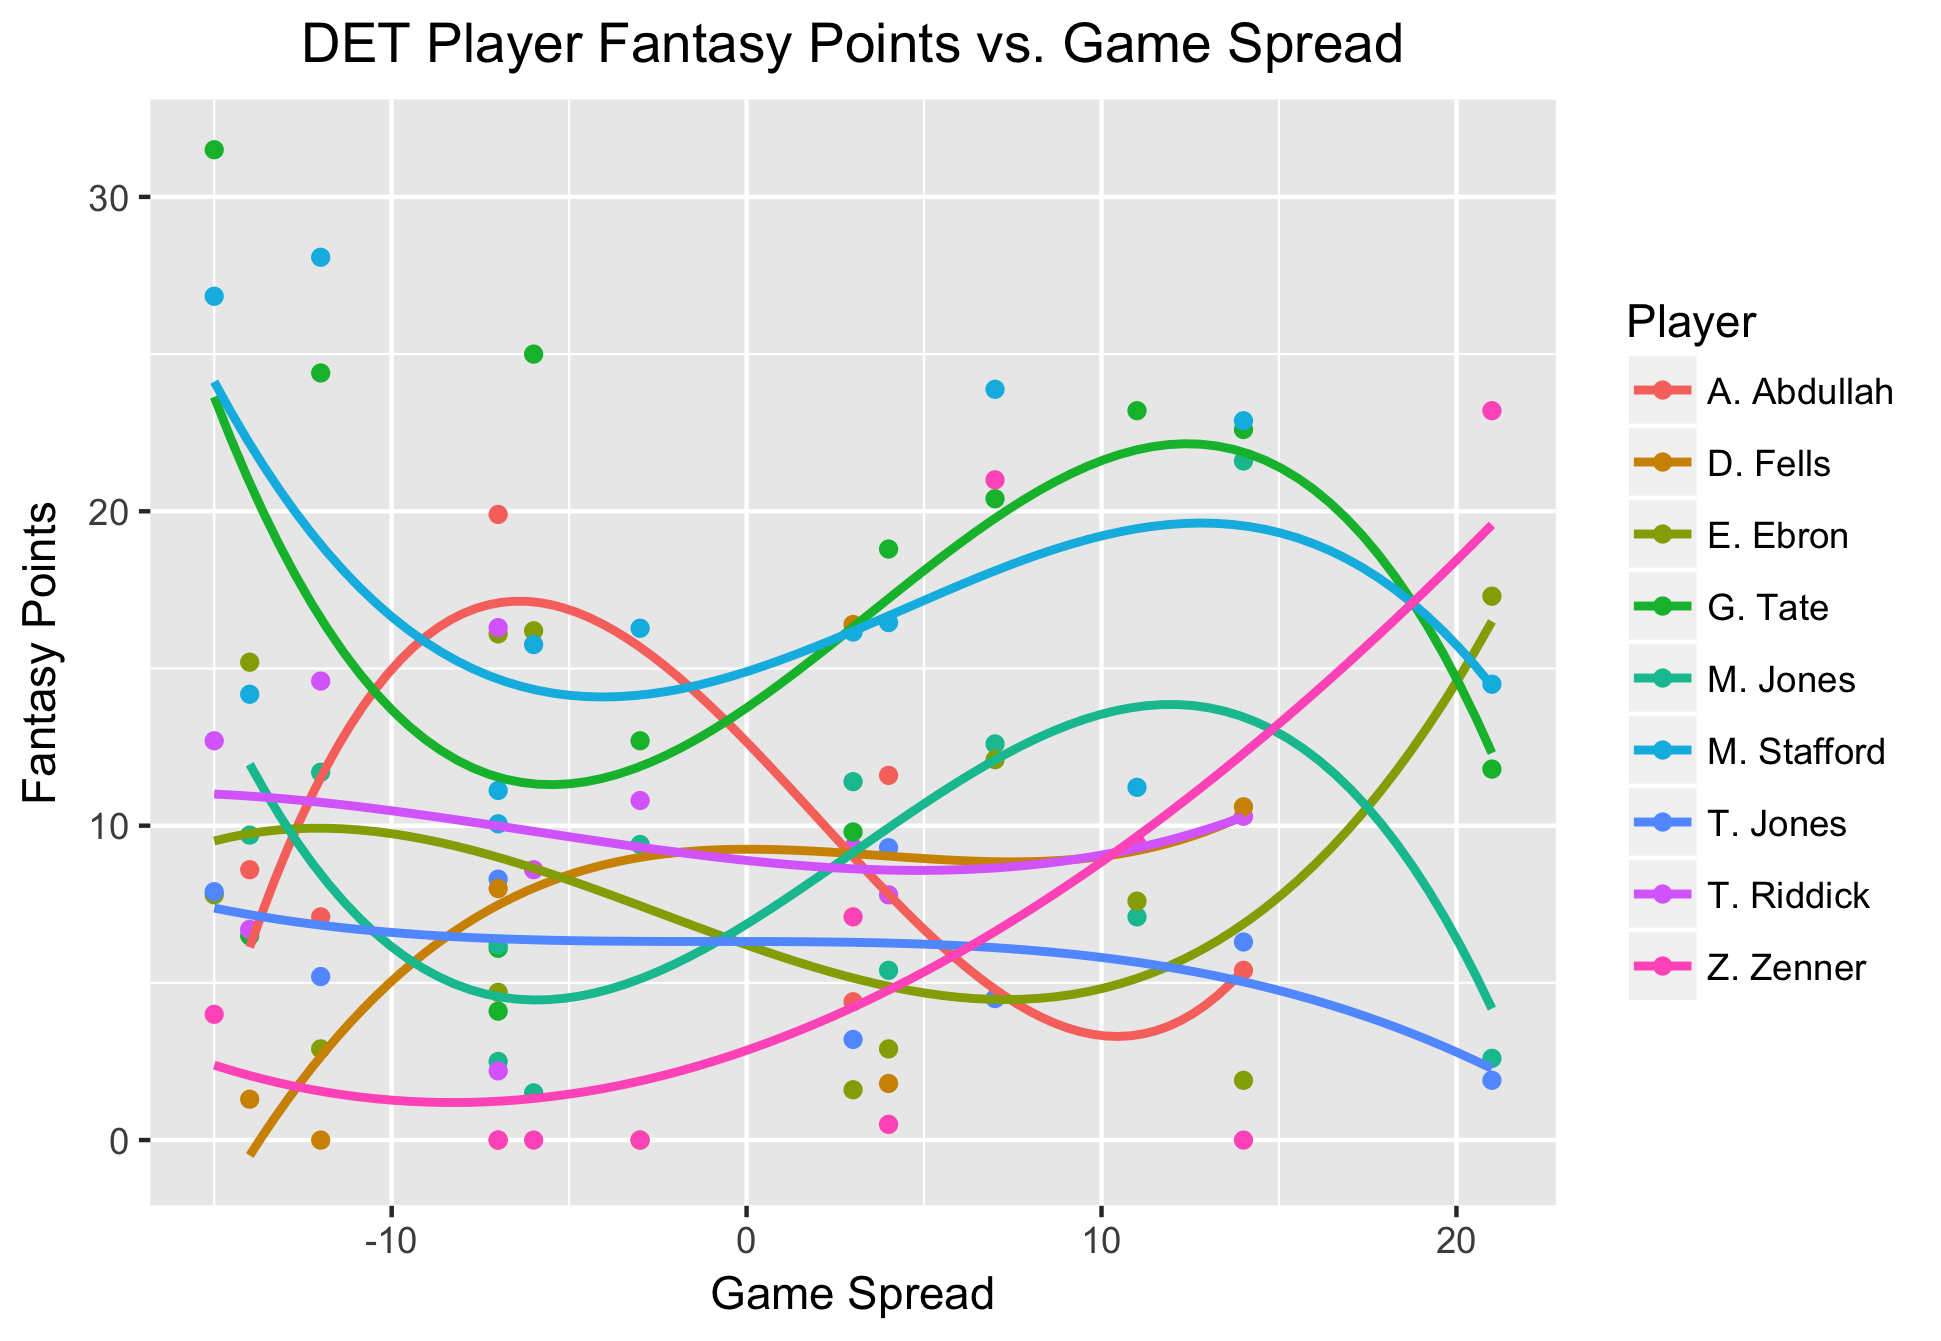 DET Player Fantasy Points vs. Game Spread
Fantasy Points
30
20
10
0
-10
0
10
20
Game Spread
Player
A. Abdullah
D. Fells
E. Ebron
G. Tate
M. Jones
M. Stafford
T. Jones
T. Riddick
Z. Zenner